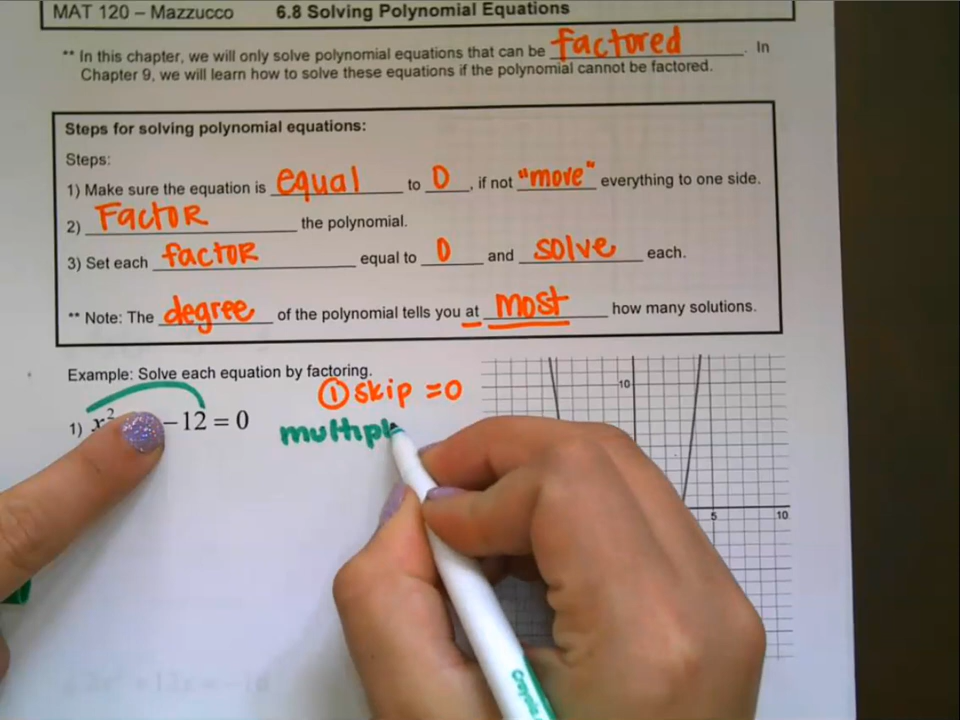 MAT 120 – Mazzucco 6.8 Solving Polynomial Equations
** In this chapter, we will only solve polynomial equations that can be factored. In
Chapter 9, we will learn how to solve these equations if the polynomial cannot be factored.
Steps for solving polynomial equations:
Steps:
1) Make sure the equation is equal to 0, if not "move" everything to one side.
2) Factor the polynomial.
3) Set each factor equal to 0 and solve each.
** Note: The degree of the polynomial tells you at most how many solutions.
Example: Solve each equation by factoring.
① skip =0
1) x² –12 = 0
multipl
10
5 10
Crayola